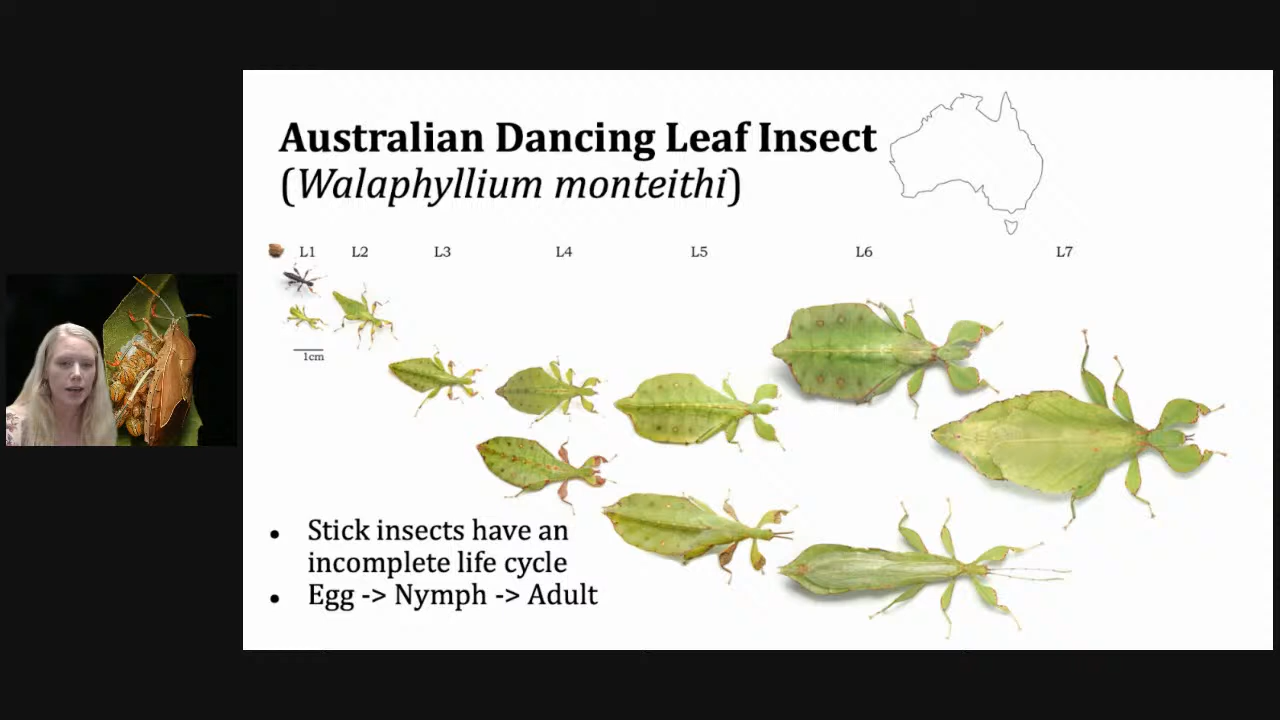 Australian Dancing Leaf Insect
(Walaphyllium monteithi)
L1 L2 L3 L4 L5 L6 L7
1cm
• Stick insects have an
incomplete life cycle
• Egg -> Nymph -> Adult